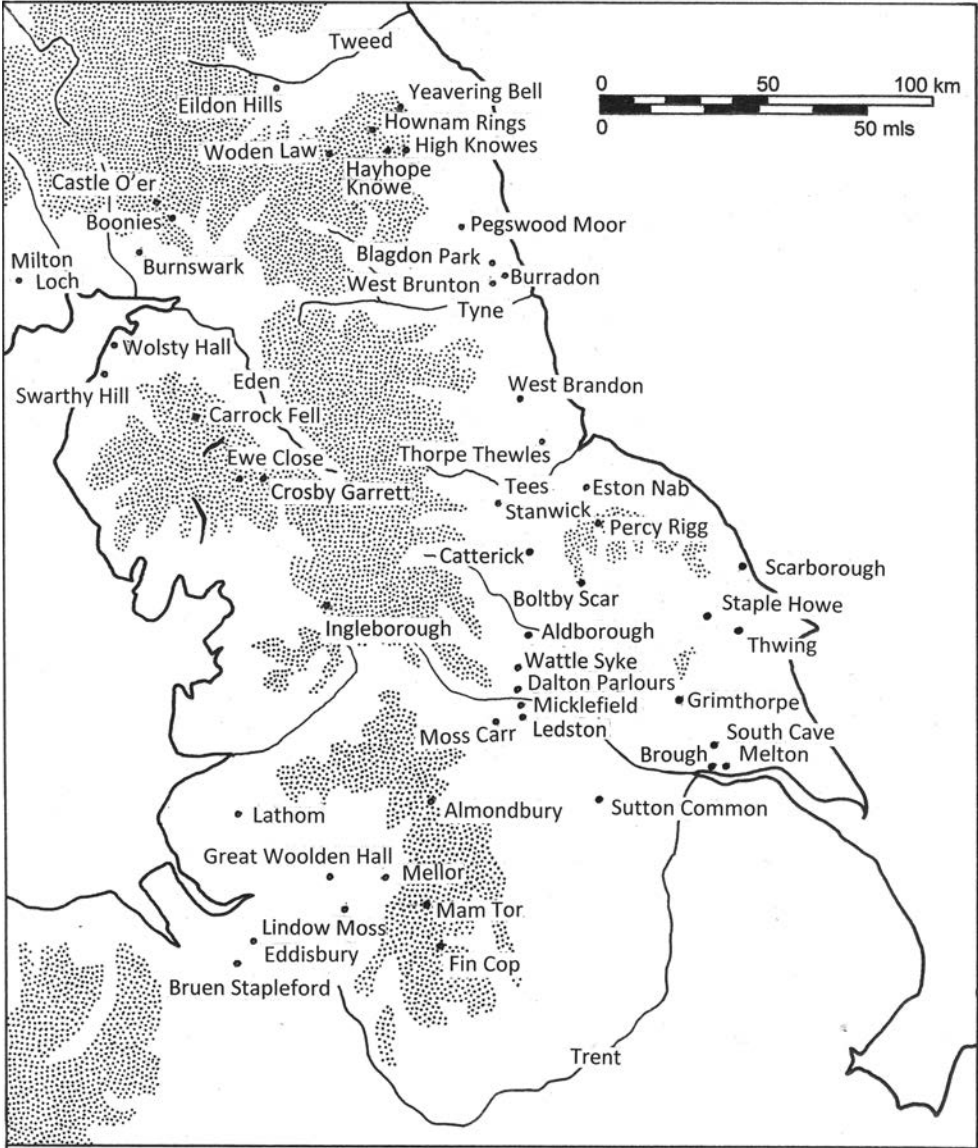 Tweed
0 50 100 km
Eildon Hills
Yeavering Bell
0 50 mls
Hownam Rings
Woden Law
High Knowes
Hayhope
Knowe
Castle O'er
Boonies
Pegswood Moor
Blagdon Park
Milton
Loch
Burnswark
Burradon
West Brunton
Tyne
Wolsty Hall
Swarthy Hill
Eden
West Brandon
Carrock Fell
Thorpe Thewles
Ewe Close
Crosby Garrett
Tees
Eston Nab
Stanwick
Percy Rigg
Catterick
Scarborough
Boltby Scar
Staple Howe
Ingleborough
Aldborough
Thwing
Wattle Syke
Dalton Parlours
Micklefield
Grimthorpe
Moss Carr
Ledston
South Cave
Brough
Melton
Lathom
Almondbury
Sutton Common
Great Woolden Hall
Mellor
Mam Tor
Lindow Moss
Eddisbury
Fin Cop
Bruen Stapleford
Trent